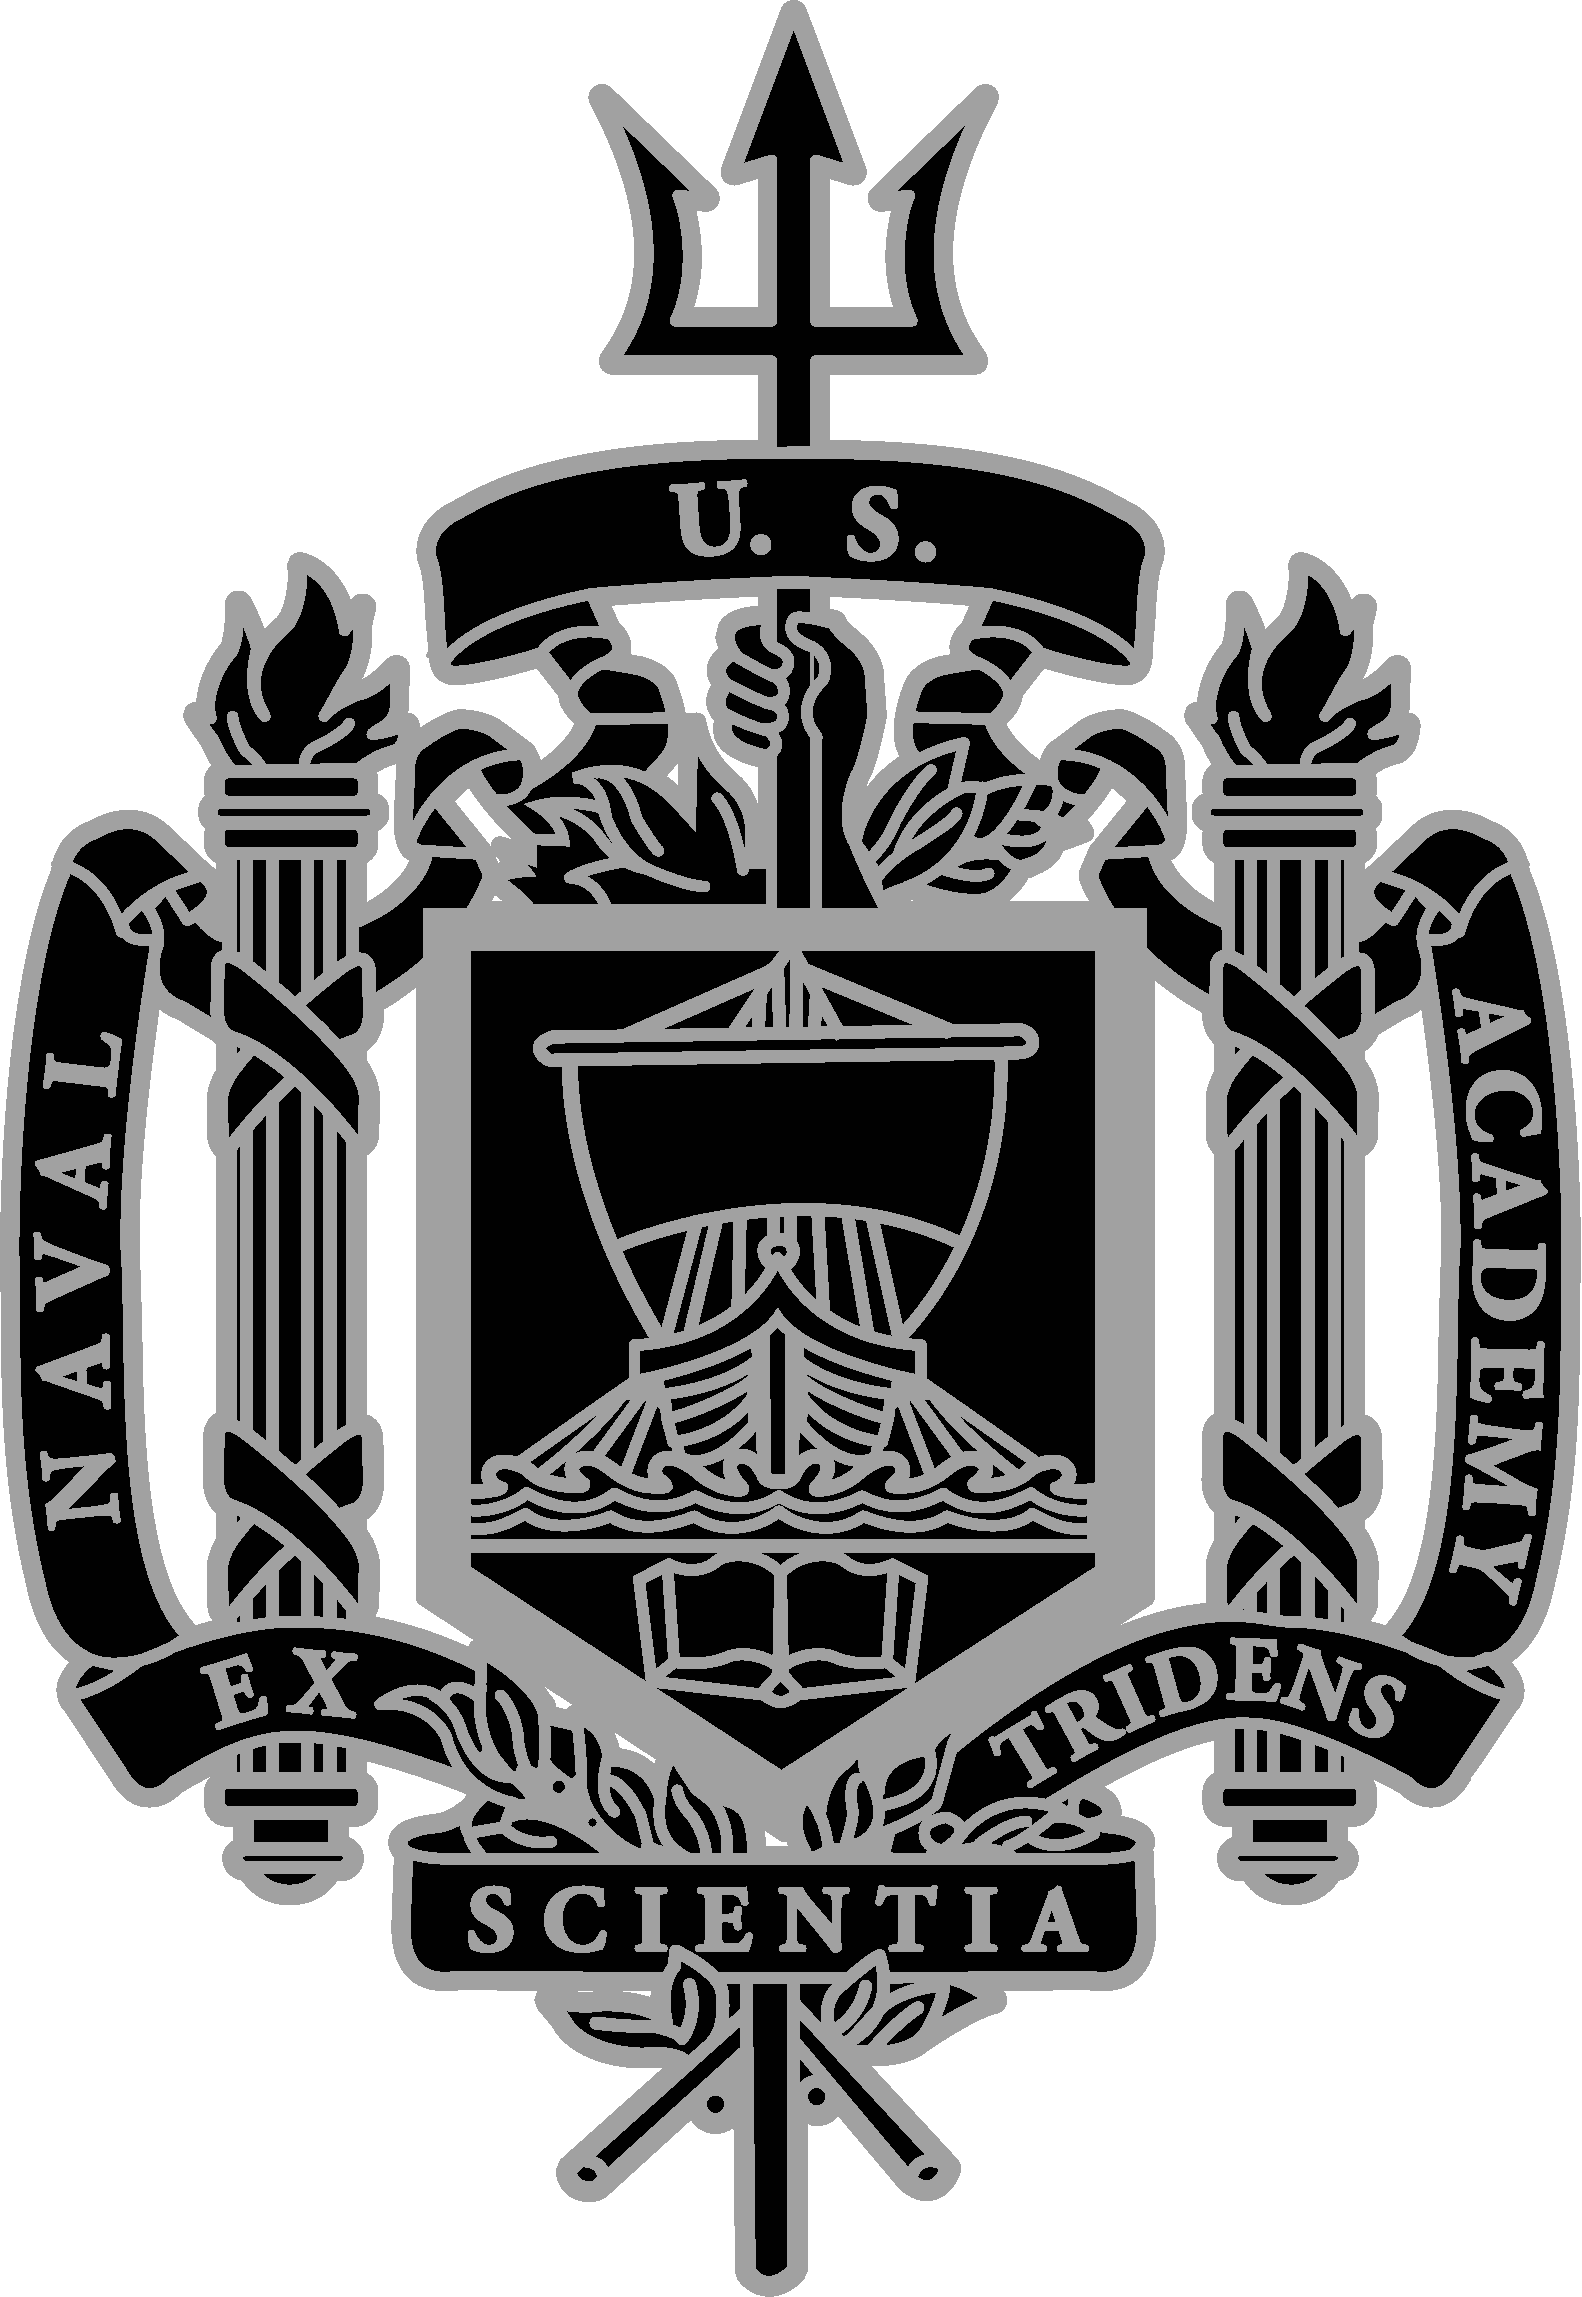 U. S.
NAVAL
ACADEMY
EX
TRIDENS
SCIENTIA